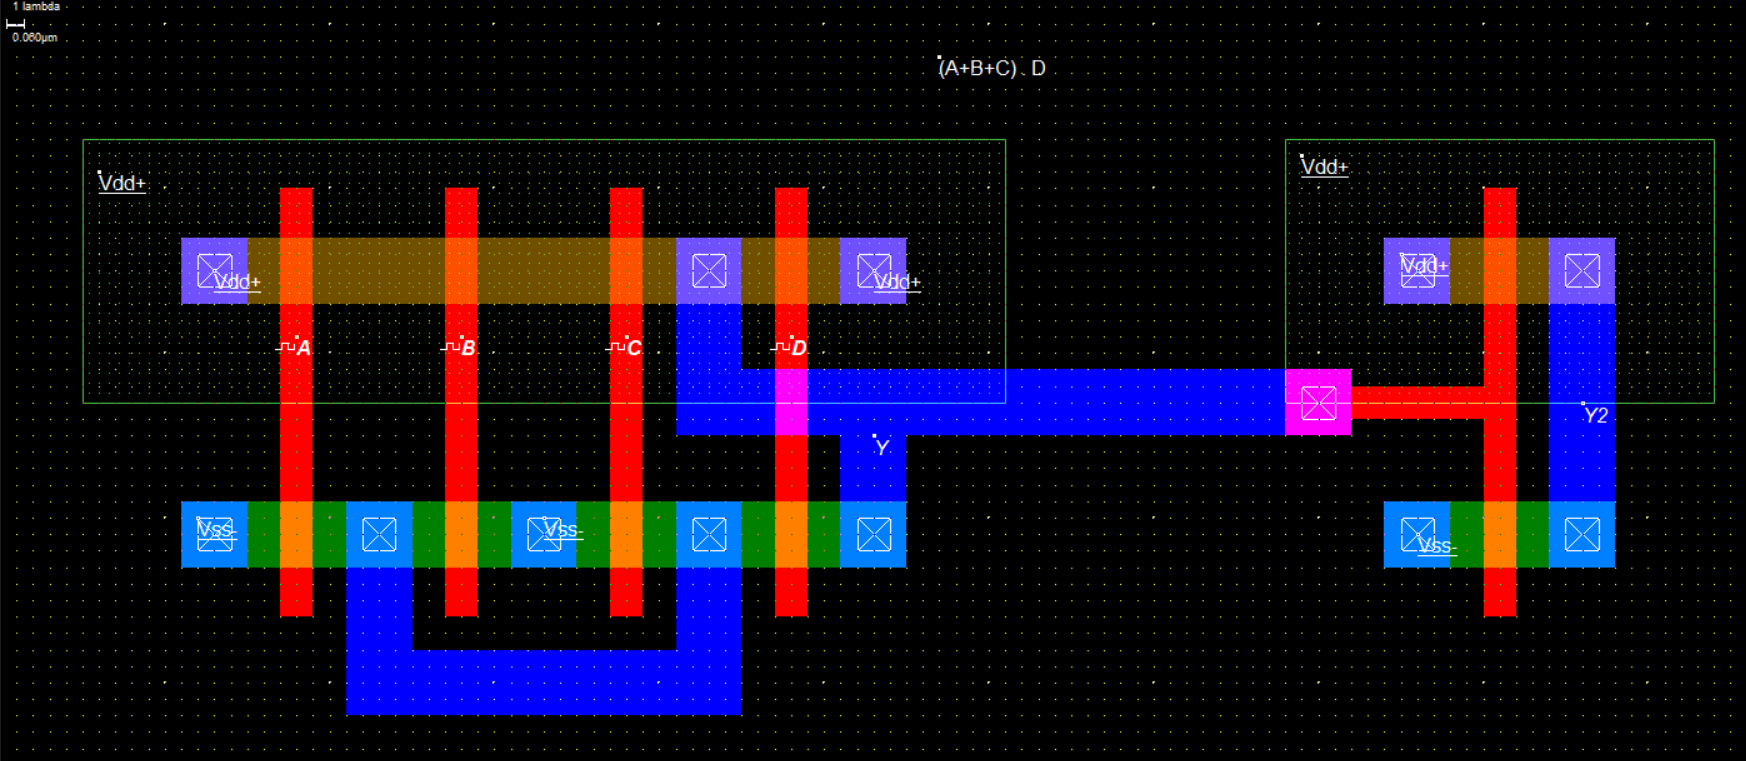 1 lambda
0.060µm
(A+B+C) . D
Vdd+
Vdd+
Vdd+
Vdd+
Vdd+
A
B
C
D
Y
Y2
Vss-
Vss-
Vss-